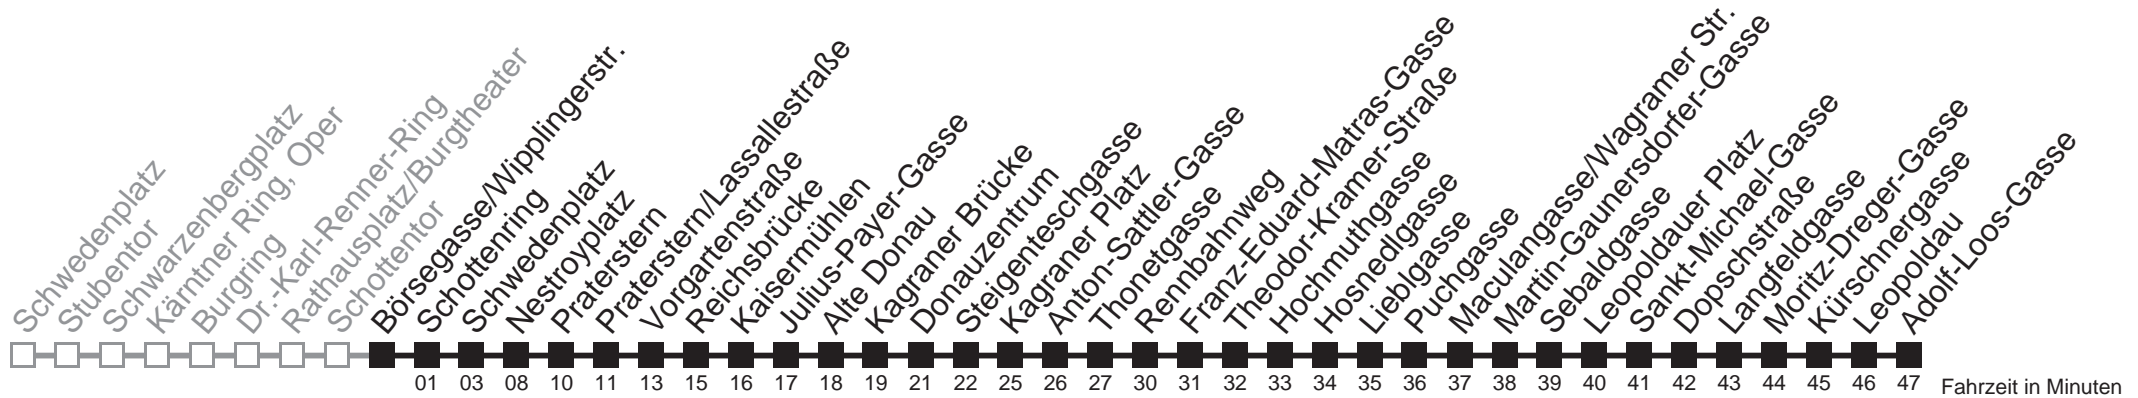 Schwedenplatz
Stubentor
Schwarzenbergplatz
Kärntner Ring, Oper
Burgring
Dr.-Karl-Renner-Ring
Rathausplatz/Burgtheater
Schottentor
Börsegasse/Wipplingerstr.
Schottenring
Schwedenplatz
Nestroyplatz
Praterstern
Praterstern/Lassallestraße
Vorgartenstraße
Reichsbrücke
Kaisermühlen
Julius-Payer-Gasse
Alte Donau
Kagraner Brücke
Donauzentrum
Steigenteschgasse
Kagraner Platz
Anton-Sattler-Gasse
Thonetgasse
Rennbahnweg
Franz-Eduard-Matras-Gasse
Theodor-Kramer-Straße
Hochmuthgasse
Hosnedlgasse
Lieblgasse
Puchgasse
Maculangasse/Wagramer Str.
Martin-Gaunersdorfer-Gasse
Sebaldgasse
Leopoldauer Platz
Sankt-Michael-Gasse
Dopschstraße
Langfeldgasse
Moritz-Dreger-Gasse
Kürschnergasse
Leopoldau
Adolf-Loos-Gasse
01 03 08 10 11 13 15 16 17 18 19 21 22 25 26 27 30 31 32 33 34 35 36 37 38 39 40 41 42 43 44 45 46 47 Fahrzeit in Minuten